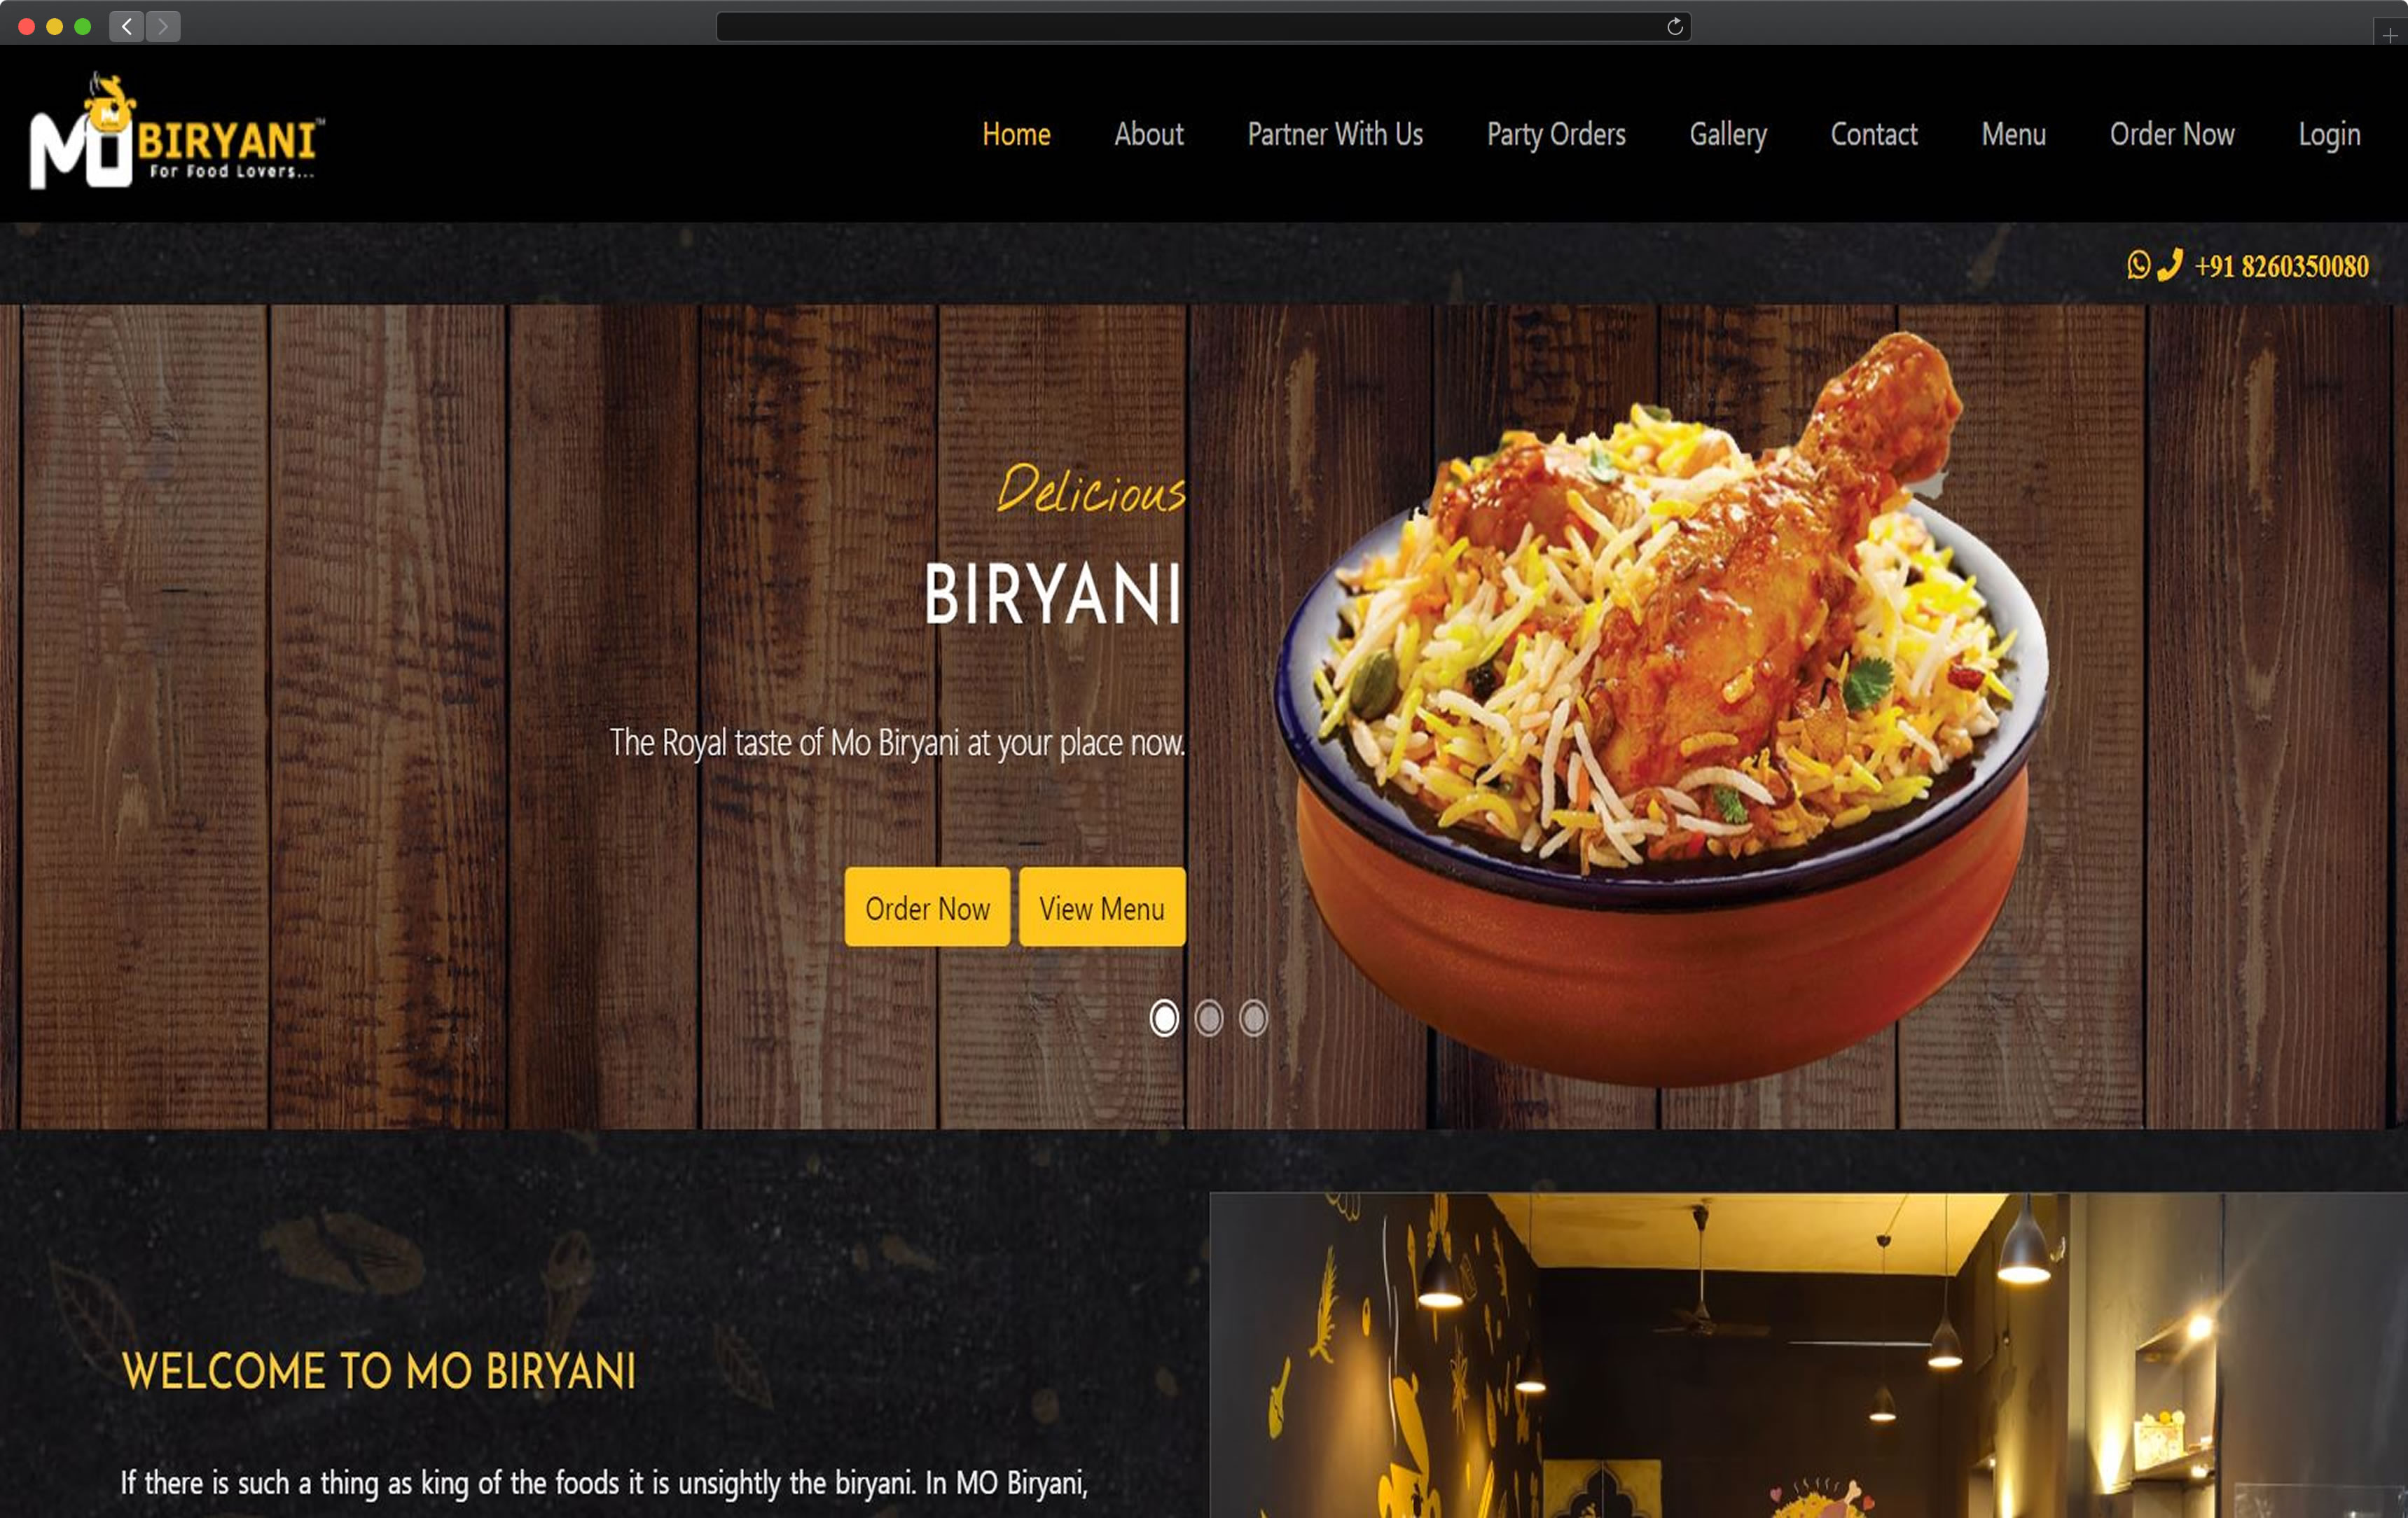 MO BIRYANI™
For Food Lovers...
Home About Partner With Us Party Orders Gallery Contact Menu Order Now Login
+91 8260350080
Delicious
BIRYANI
The Royal taste of Mo Biryani at your place now.
Order Now View Menu
WELCOME TO MO BIRYANI
If there is such a thing as king of the foods it is unsightly the biryani. In MO Biryani,